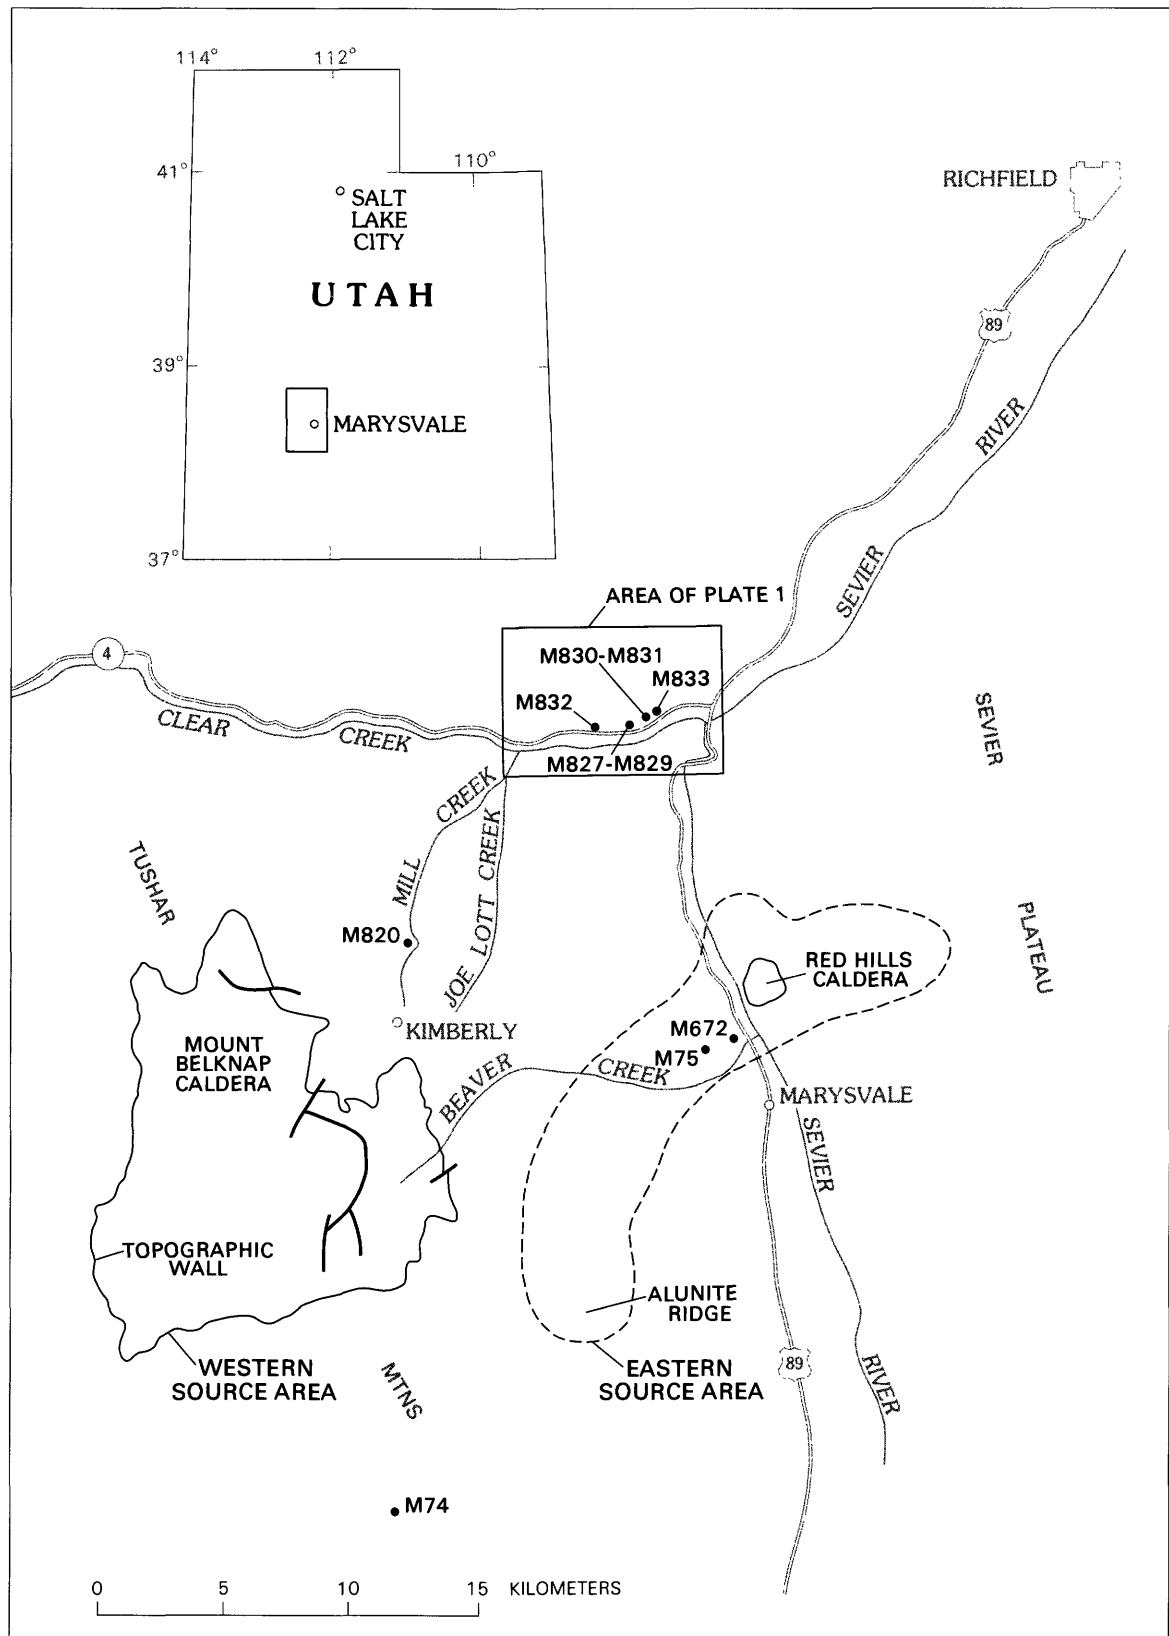 114°
112°
41°
110°
SALT
LAKE
CITY
UTAH
39°
MARYSVALE
37°
RICHFIELD
89
RIVER
SEVIER
AREA OF PLATE 1
M830-M831
M833
M832
M827-M829
4
CLEAR
CREEK
SEVIER
PLATEAU
CREEK
MILL
JOE LOTT CREEK
TUSHAR
M820
KIMBERLY
RED HILLS
CALDERA
M672
M75
MOUNT
BELKNAP
CALDERA
BEAVER
CREEK
MARYSVALE
SEVIER
RIVER
TOPOGRAPHIC
WALL
ALUNITE
RIDGE
WESTERN
SOURCE AREA
EASTERN
SOURCE AREA
89
MTNS
M74
0 5 10 15 KILOMETERS